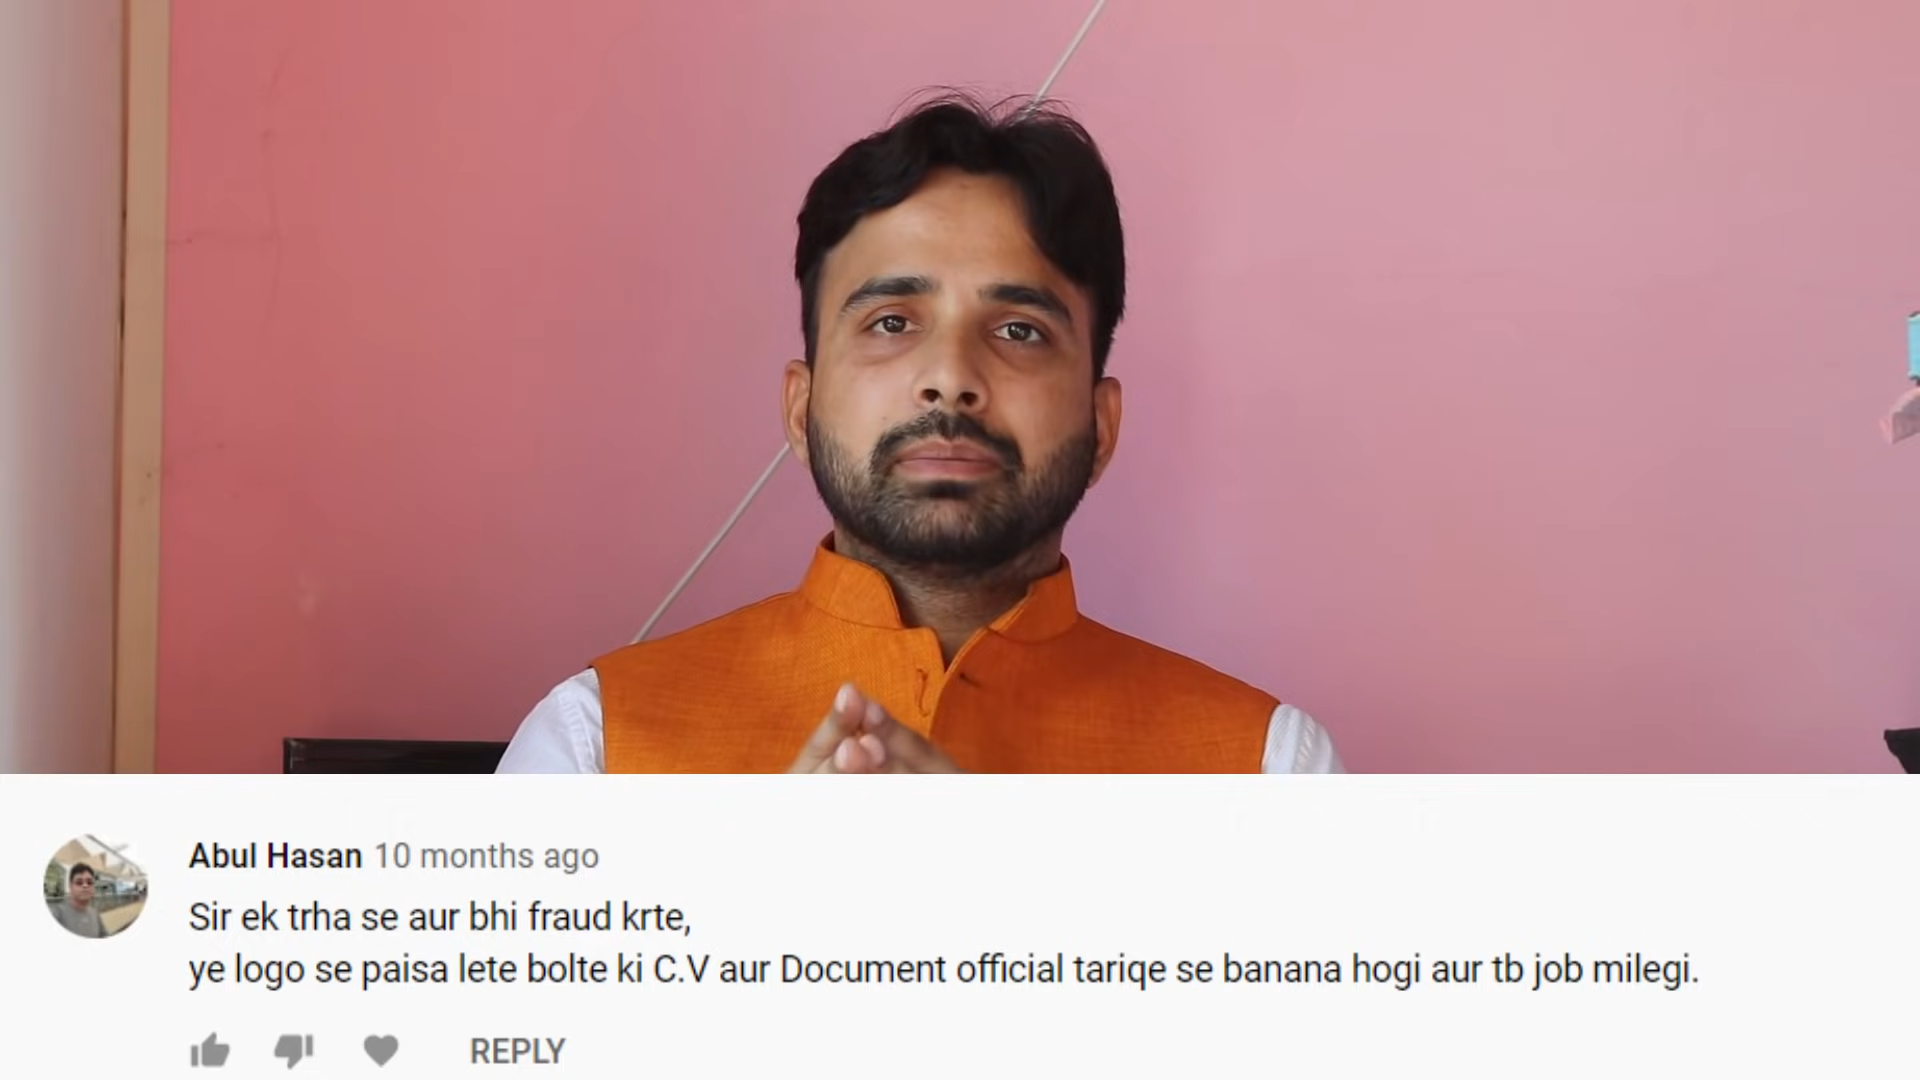 Abul Hasan 10 months ago
Sir ek trha se aur bhi fraud krte,
ye logo se paisa lete bolte ki C.V aur Document official tariqe se banana hogi aur tb job milegi.
REPLY